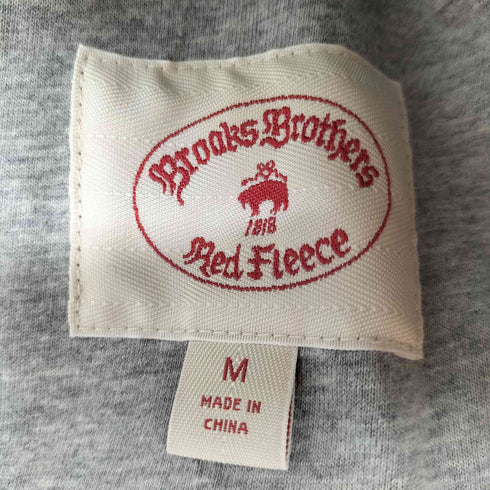 Brooks Brothers
1818
Red Fleece
M
MADE IN
CHINA